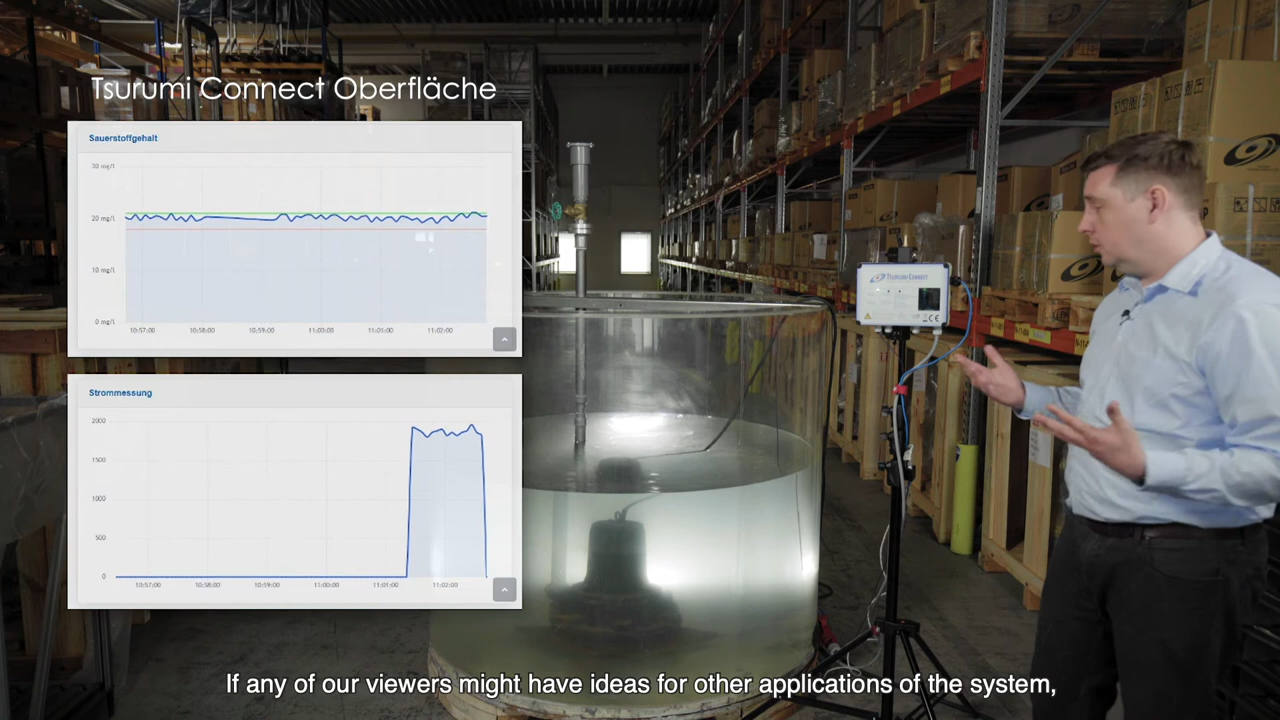 Tsurumi Connect Oberfläche
Sauerstoffgehalt
30 mg/l
20 mg/l
10 mg/l
0 mg/l
10:57:00 10:58:00 10:59:00 11:00:00 11:01:00 11:02:00
Strommessung
2000
1500
1000
500
0
10:57:00 10:58:00 10:59:00 11:00:00 11:01:00 11:02:00
Tsurumi Connect
CE
If any of our viewers might have ideas for other applications of the system,